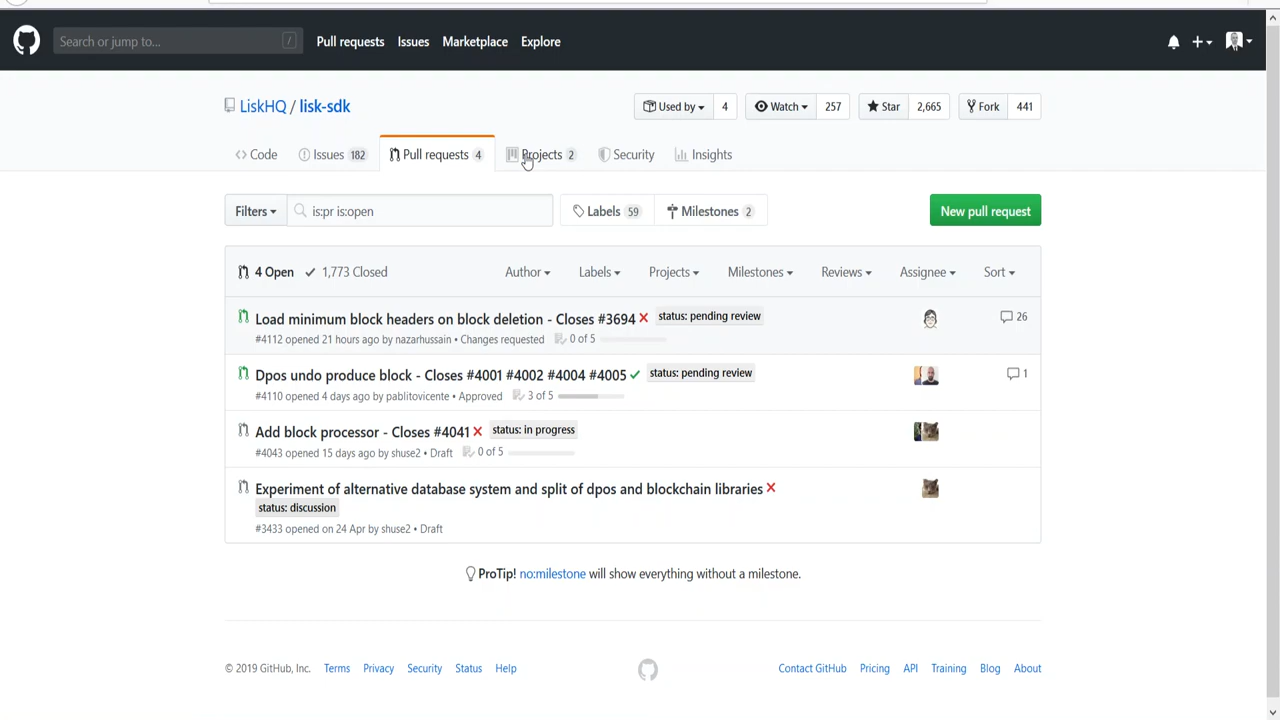 Search or jump to... / Pull requests Issues Marketplace Explore
LiskHQ / lisk-sdk Used by 4 Watch 257 Star 2,665 Fork 441
Code Issues 182 Pull requests 4 Projects 2 Security Insights
Filters is:pr is:open Labels 59 Milestones 2 New pull request
4 Open ✓ 1,773 Closed Author Labels Projects Milestones Reviews Assignee Sort
Load minimum block headers on block deletion - Closes #3694 status: pending review 26
#4112 opened 21 hours ago by nazarhussain • Changes requested 0 of 5
Dpos undo produce block - Closes #4001 #4002 #4004 #4005 status: pending review 1
#4110 opened 4 days ago by pablitovicente • Approved 3 of 5
Add block processor - Closes #4041 status: in progress
#4043 opened 15 days ago by shuse2 • Draft 0 of 5
Experiment of alternative database system and split of dpos and blockchain libraries
status: discussion
#3433 opened on 24 Apr by shuse2 • Draft
ProTip! no:milestone will show everything without a milestone.
© 2019 GitHub, Inc. Terms Privacy Security Status Help Contact GitHub Pricing API Training Blog About